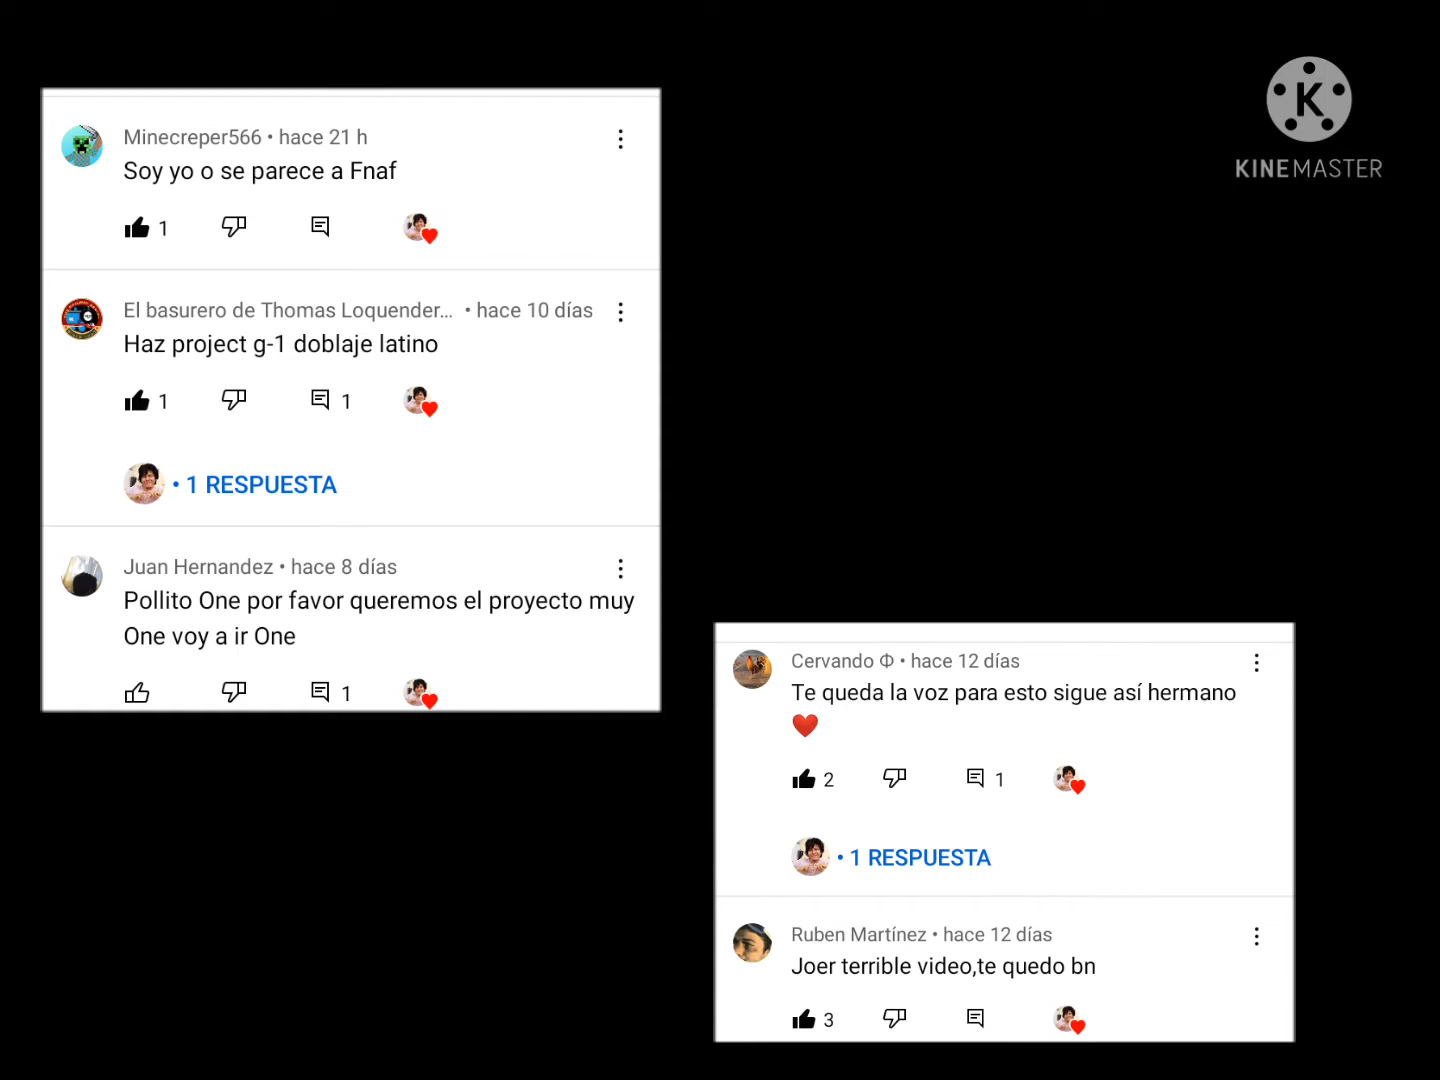 Minecreper566 • hace 21 h
Soy yo o se parece a Fnaf
1
El basurero de Thomas Loquender... • hace 10 días
Haz project g-1 doblaje latino
1 1
• 1 RESPUESTA
Juan Hernandez • hace 8 días
Pollito One por favor queremos el proyecto muy
One voy a ir One
1
K
KINEMASTER
Cervando Φ • hace 12 días
Te queda la voz para esto sigue así hermano
❤️
2 1
• 1 RESPUESTA
Ruben Martínez • hace 12 días
Joer terrible video,te quedo bn
3